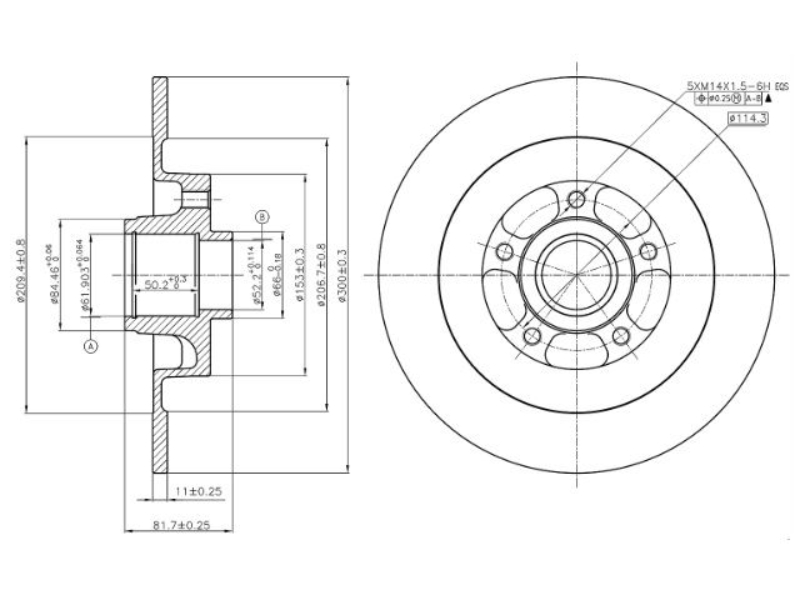 5XM14X1.5-6H EQS
⌖ ø0.25Ⓜ A-B
ø114.3
B
A
ø209.4±0.8
ø84.46 +0.06 0
ø61.903 +0.064 0
50.2 +0.3 0
ø52.2 +0.114 0
ø66 0 -0.18
ø153±0.3
ø206.7±0.8
ø300±0.3
11±0.25
81.7±0.25